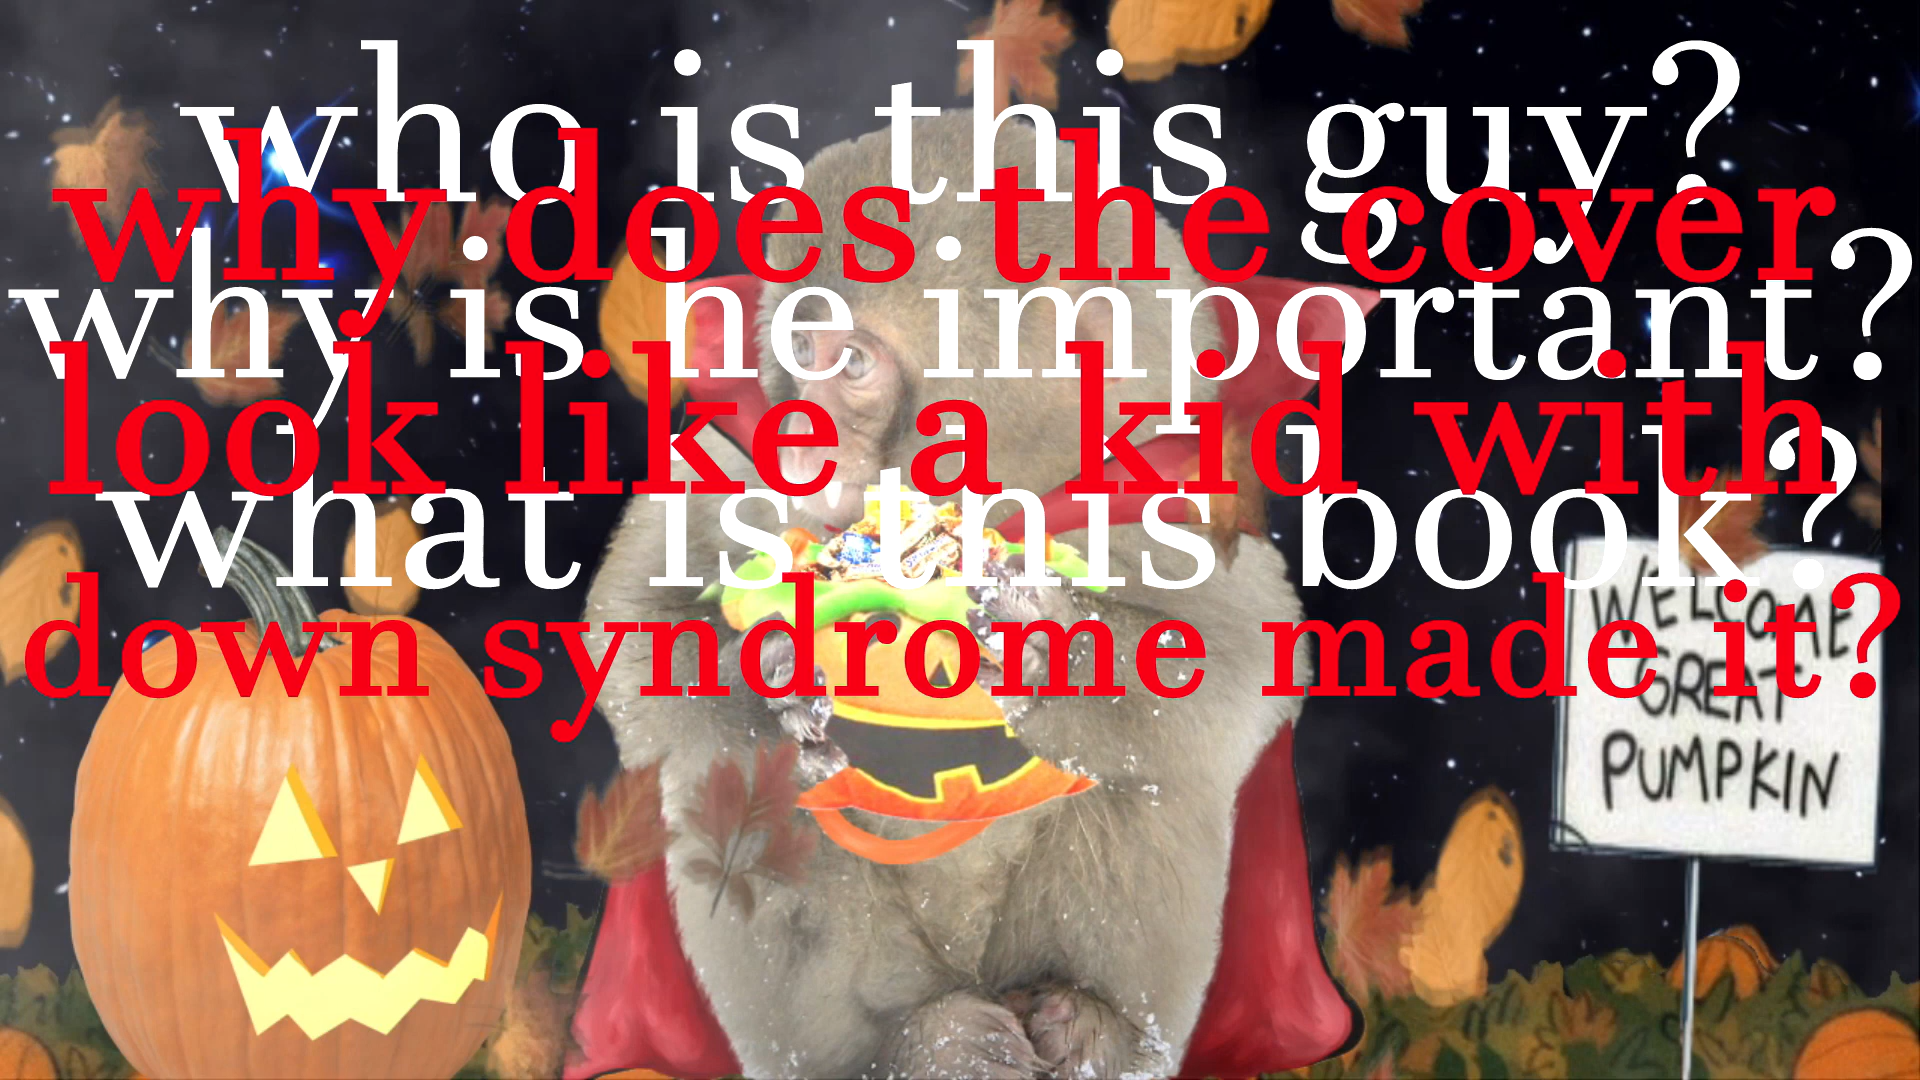 who is this guy?
why does the cover
why is he important?
look like a kid with
what is this book?
down syndrome made it?
WELCOME
GREAT
PUMPKIN